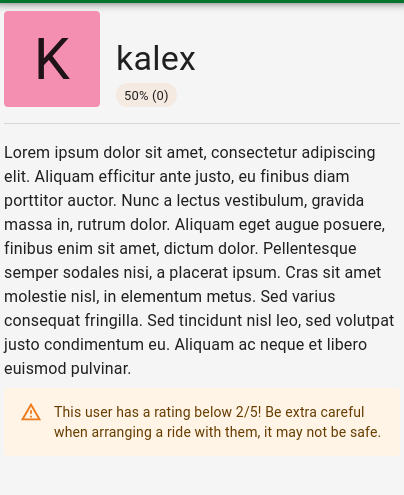 K
kalex
50% (0)
Lorem ipsum dolor sit amet, consectetur adipiscing
elit. Aliquam efficitur ante justo, eu finibus diam
porttitor auctor. Nunc a lectus vestibulum, gravida
massa in, rutrum dolor. Aliquam eget augue posuere,
finibus enim sit amet, dictum dolor. Pellentesque
semper sodales nisi, a placerat ipsum. Cras sit amet
molestie nisl, in elementum metus. Sed varius
consequat fringilla. Sed tincidunt nisl leo, sed volutpat
justo condimentum eu. Aliquam ac neque et libero
euismod pulvinar.
This user has a rating below 2/5! Be extra careful
when arranging a ride with them, it may not be safe.